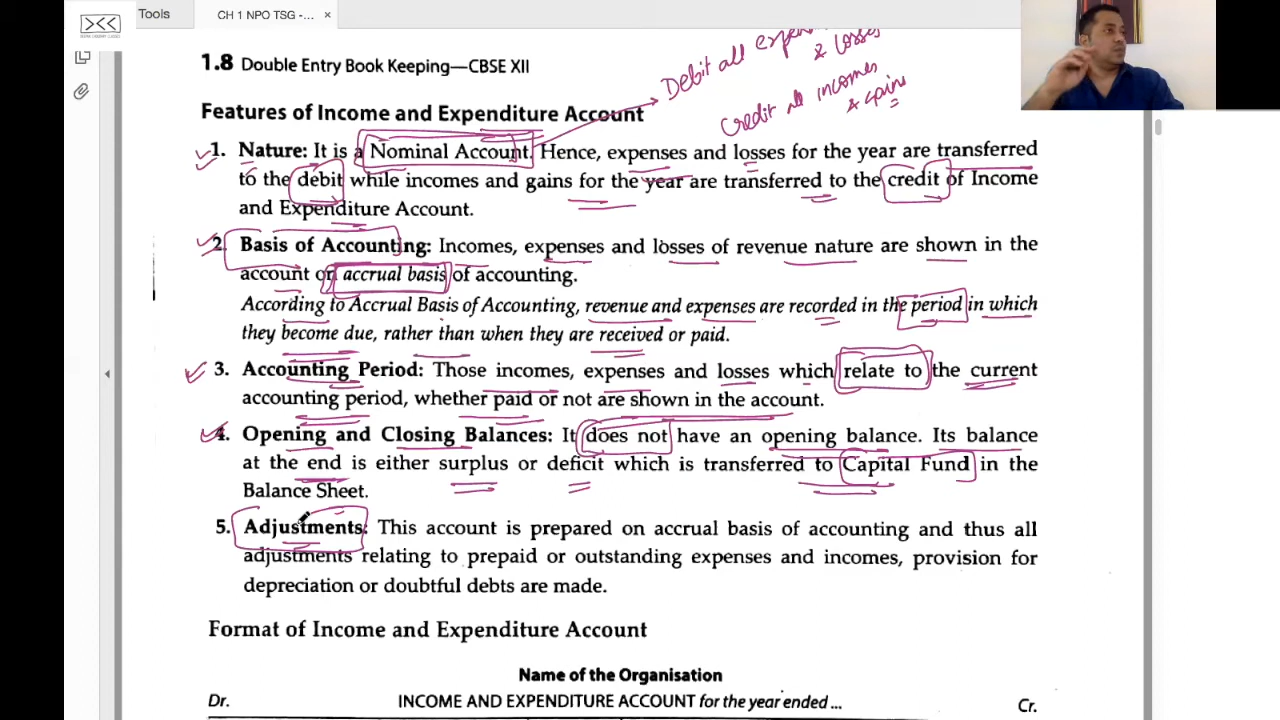 Tools
CH 1 NPO TSG -... ×
1.8 Double Entry Book Keeping—CBSE XII
Debit all
& losses
Credit all incomes
& gains
Features of Income and Expenditure Account
1. Nature: It is a Nominal Account. Hence, expenses and losses for the year are transferred
to the debit while incomes and gains for the year are transferred to the credit of Income
and Expenditure Account.
2. Basis of Accounting: Incomes, expenses and losses of revenue nature are shown in the
account on accrual basis of accounting.
According to Accrual Basis of Accounting, revenue and expenses are recorded in the period in which
they become due, rather than when they are received or paid.
3. Accounting Period: Those incomes, expenses and losses which relate to the current
accounting period, whether paid or not are shown in the account.
4. Opening and Closing Balances: It does not have an opening balance. Its balance
at the end is either surplus or deficit which is transferred to Capital Fund in the
Balance Sheet.
5. Adjustments: This account is prepared on accrual basis of accounting and thus all
adjustments relating to prepaid or outstanding expenses and incomes, provision for
depreciation or doubtful debts are made.
Format of Income and Expenditure Account
Name of the Organisation
Dr. INCOME AND EXPENDITURE ACCOUNT for the year ended ... Cr.